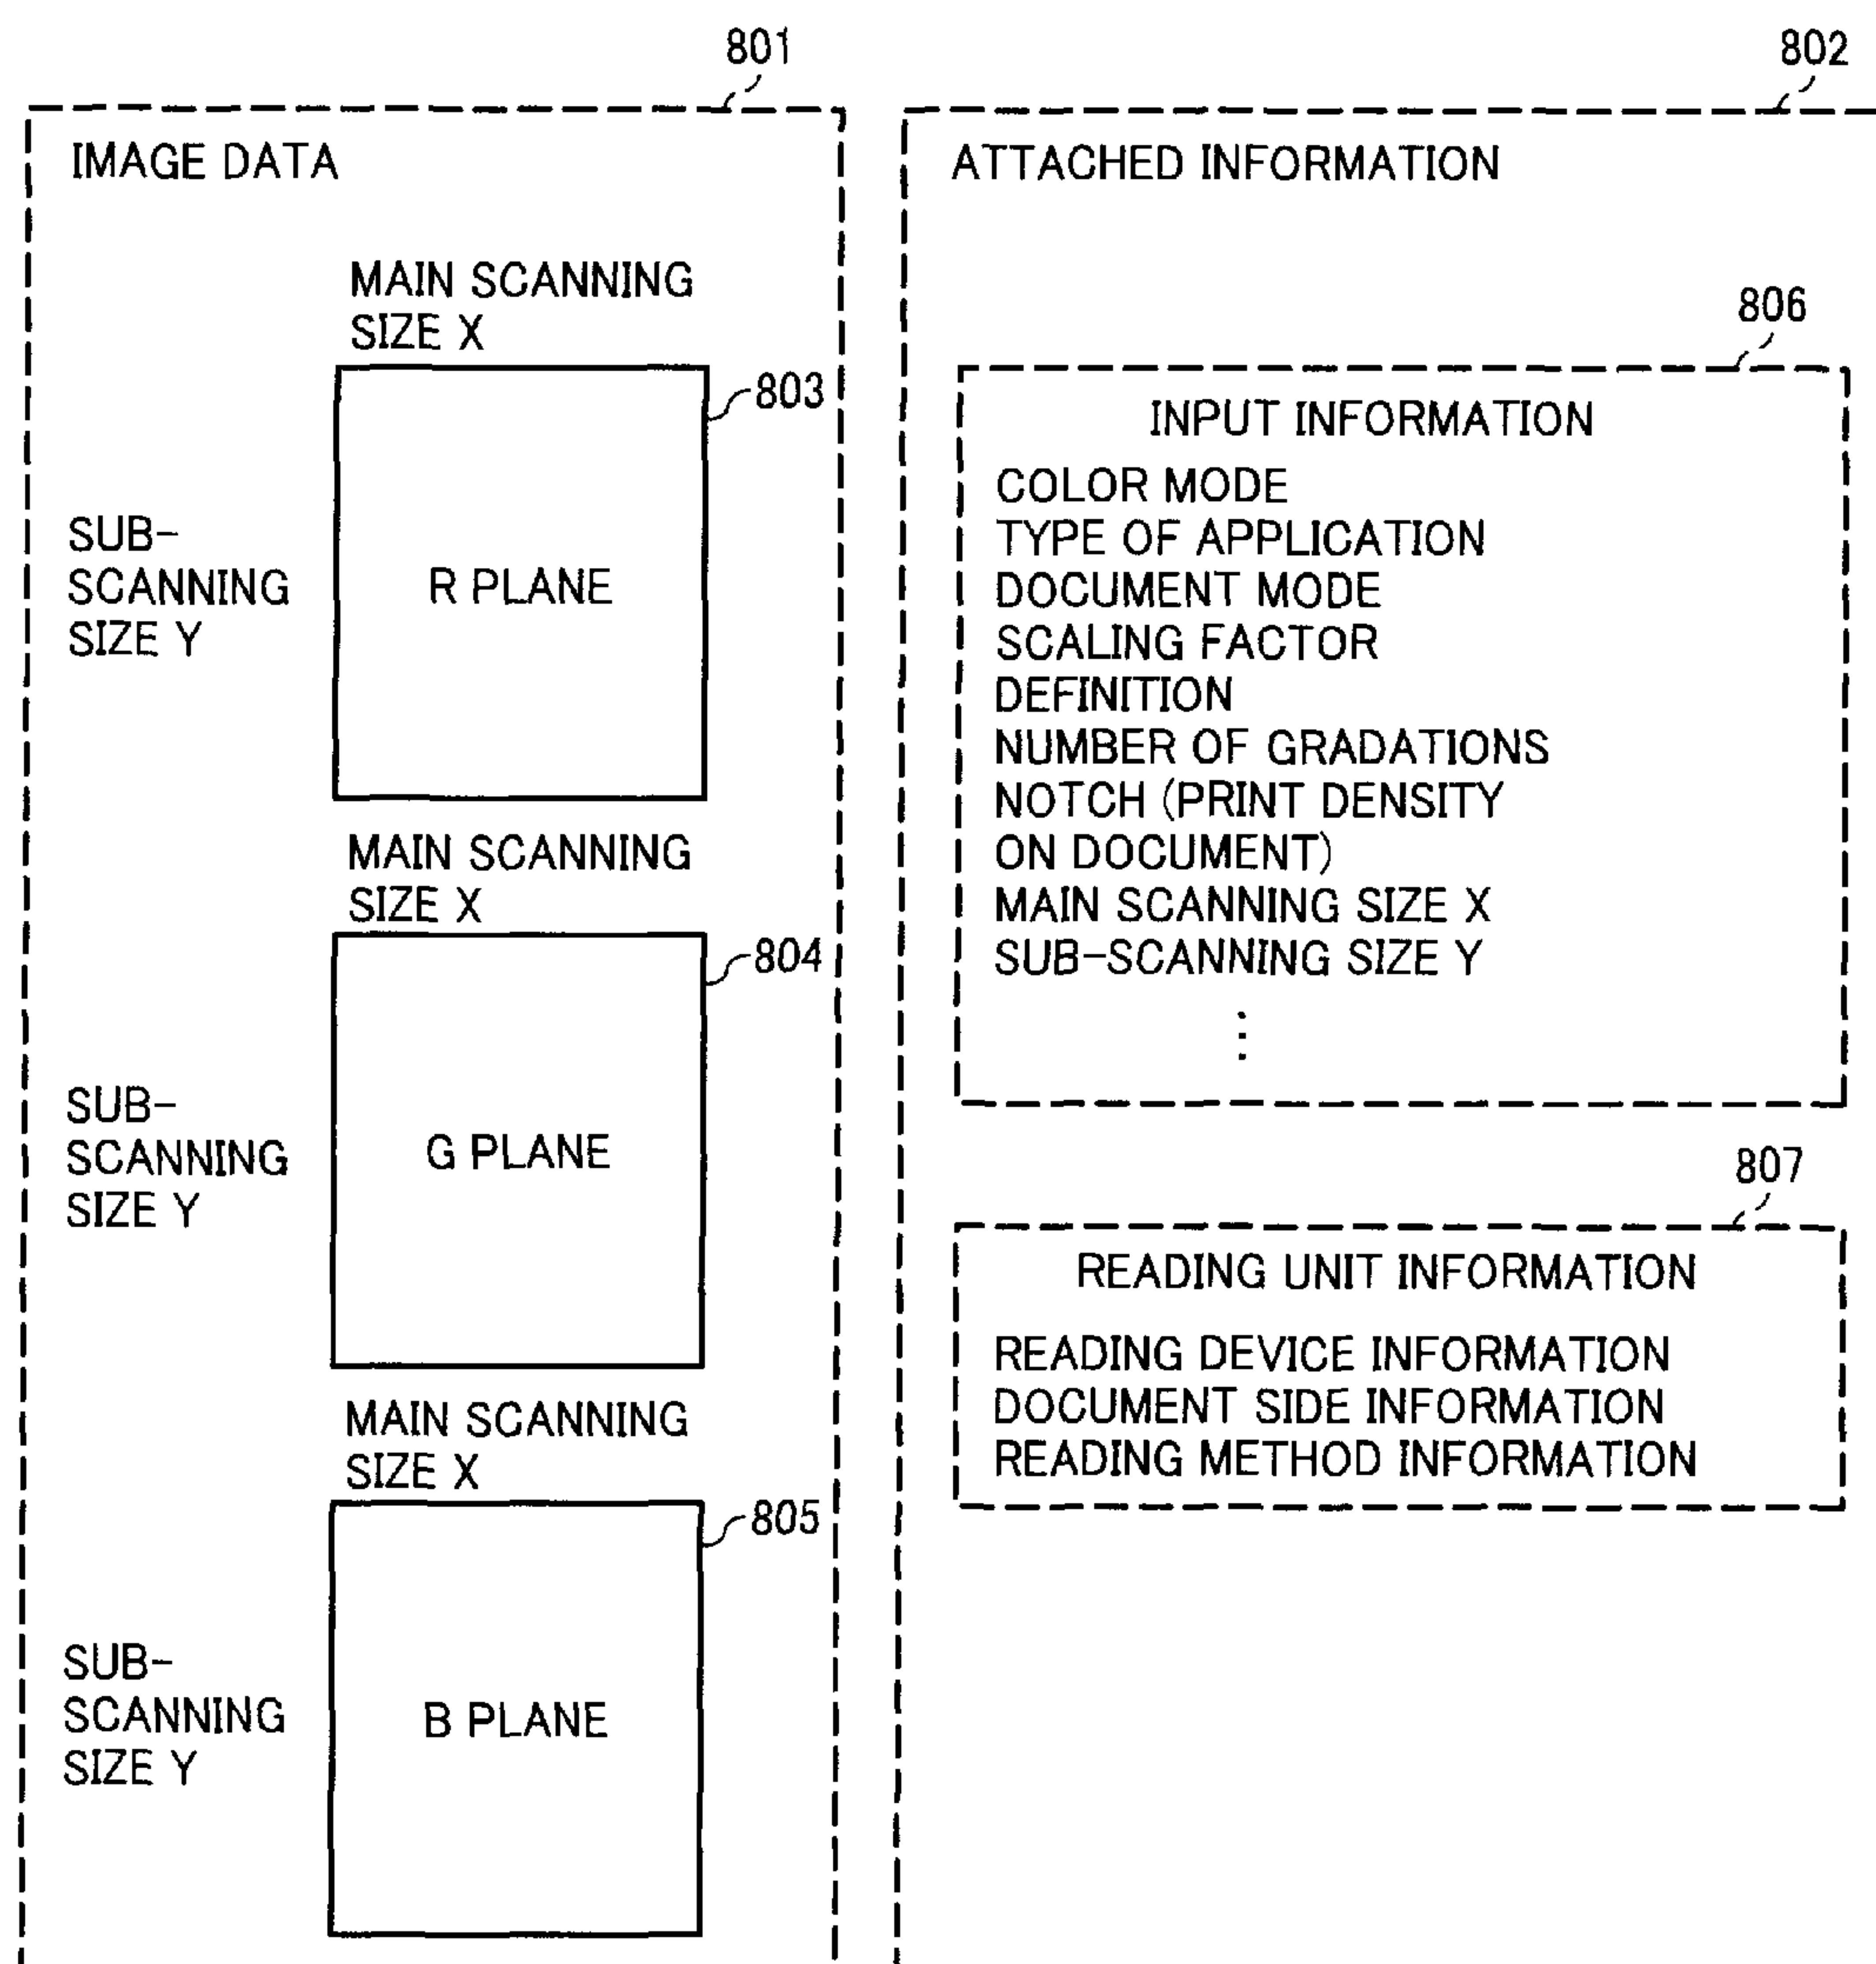 801
IMAGE DATA
MAIN SCANNING
SIZE X
803
SUB-
SCANNING
SIZE Y
R PLANE
MAIN SCANNING
SIZE X
804
SUB-
SCANNING
SIZE Y
G PLANE
MAIN SCANNING
SIZE X
805
SUB-
SCANNING
SIZE Y
B PLANE
802
ATTACHED INFORMATION
806
INPUT INFORMATION
COLOR MODE
TYPE OF APPLICATION
DOCUMENT MODE
SCALING FACTOR
DEFINITION
NUMBER OF GRADATIONS
NOTCH (PRINT DENSITY
ON DOCUMENT)
MAIN SCANNING SIZE X
SUB-SCANNING SIZE Y
⋮
807
READING UNIT INFORMATION
READING DEVICE INFORMATION
DOCUMENT SIDE INFORMATION
READING METHOD INFORMATION